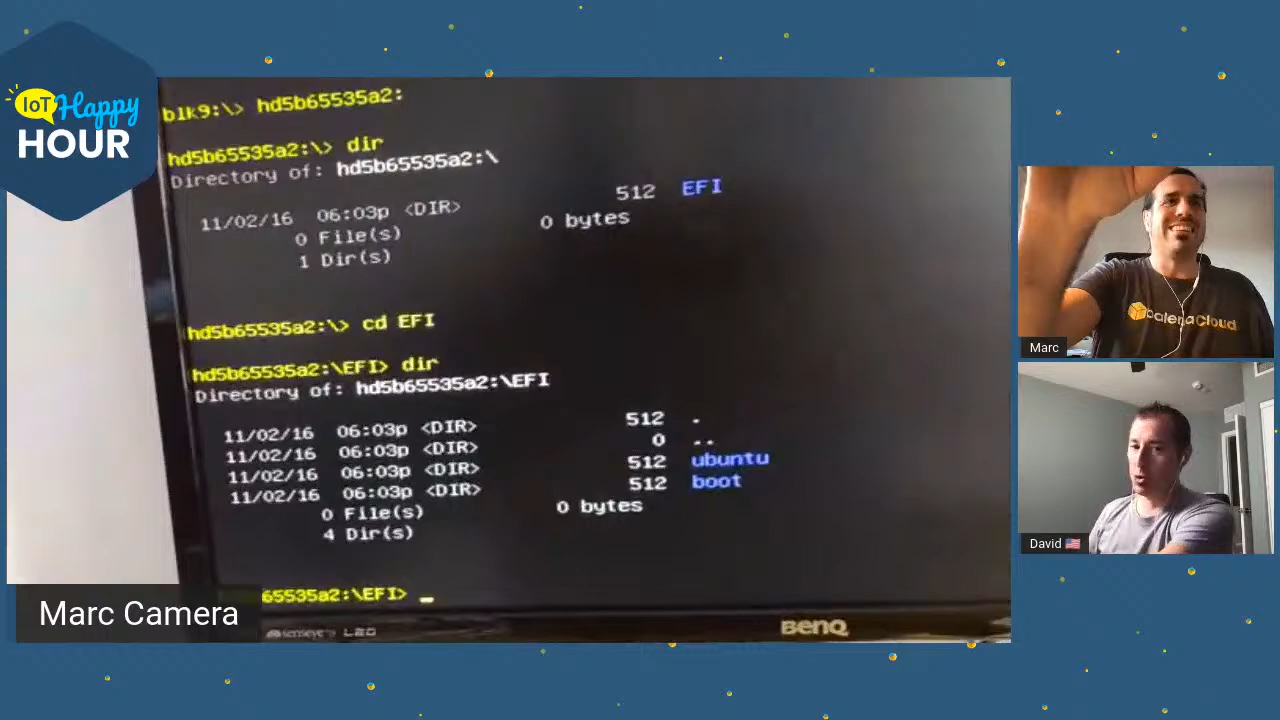 IoT Happy
HOUR
blk9:\> hd5b65535a2:
hd5b65535a2:\> dir
Directory of: hd5b65535a2:\
11/02/16 06:03p <DIR> 512 EFI
0 File(s) 0 bytes
1 Dir(s)
hd5b65535a2:\> cd EFI
hd5b65535a2:\EFI> dir
Directory of: hd5b65535a2:\EFI
11/02/16 06:03p <DIR> 512 .
11/02/16 06:03p <DIR> 0 ..
11/02/16 06:03p <DIR> 512 ubuntu
11/02/16 06:03p <DIR> 512 boot
0 File(s) 0 bytes
4 Dir(s)
65535a2:\EFI> _
Marc Camera
senseye3 LED
BenQ
balenaCloud
Marc
David